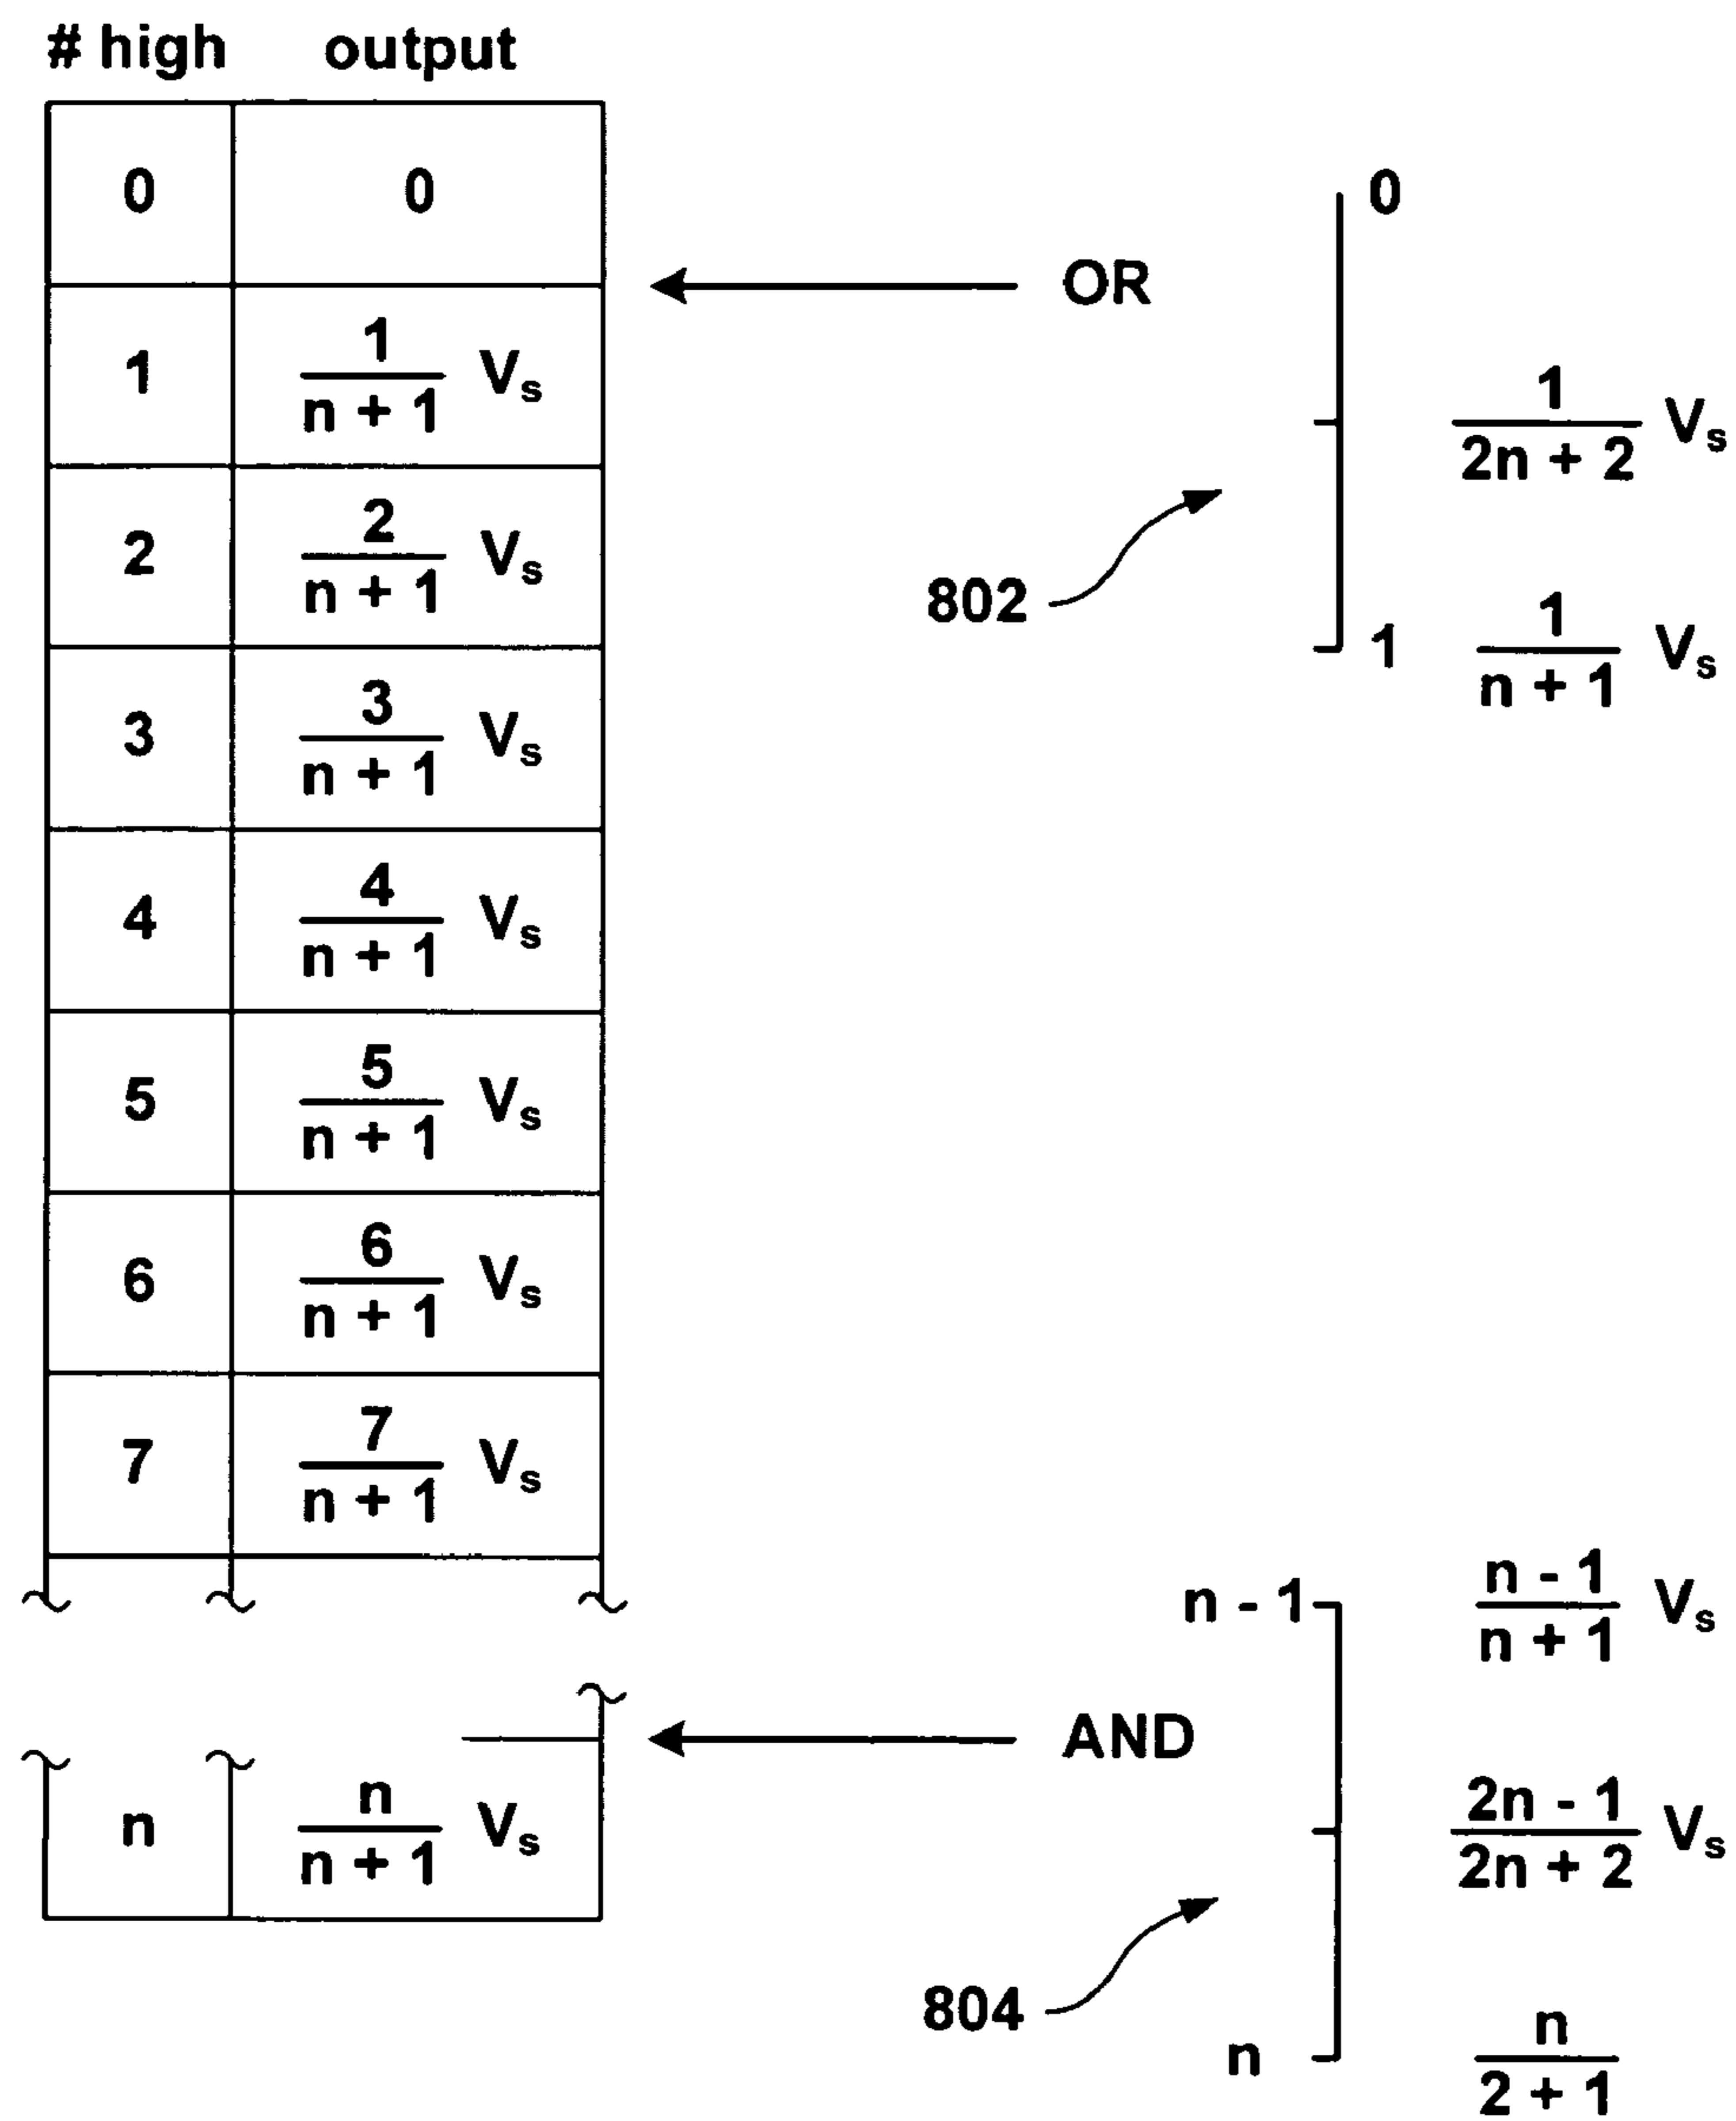 # high output
0 0
1 1/(n + 1) Vs
2 2/(n + 1) Vs
3 3/(n + 1) Vs
4 4/(n + 1) Vs
5 5/(n + 1) Vs
6 6/(n + 1) Vs
7 7/(n + 1) Vs
n n/(n + 1) Vs
OR
0
1/(2n + 2) Vs
802
1 1/(n + 1) Vs
n - 1 (n - 1)/(n + 1) Vs
AND
(2n - 1)/(2n + 2) Vs
804
n n/(2 + 1)